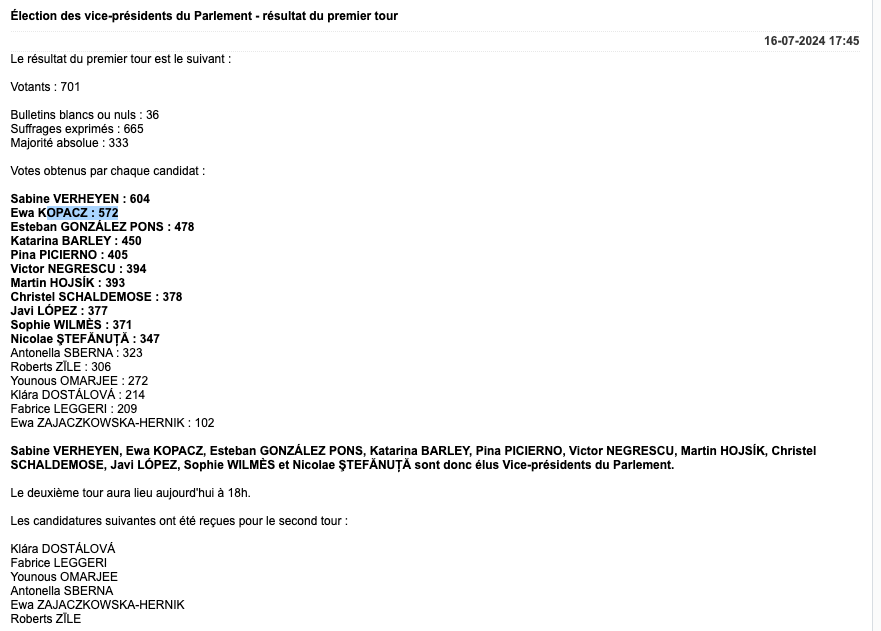 Élection des vice-présidents du Parlement - résultat du premier tour
16-07-2024 17:45
Le résultat du premier tour est le suivant :
Votants : 701
Bulletins blancs ou nuls : 36
Suffrages exprimés : 665
Majorité absolue : 333
Votes obtenus par chaque candidat :
Sabine VERHEYEN : 604
Ewa KOPACZ : 572
Esteban GONZÁLEZ PONS : 478
Katarina BARLEY : 450
Pina PICIERNO : 405
Victor NEGRESCU : 394
Martin HOJSÍK : 393
Christel SCHALDEMOSE : 378
Javi LÓPEZ : 377
Sophie WILMÈS : 371
Nicolae ŞTEFĂNUȚĂ : 347
Antonella SBERNA : 323
Roberts ZĪLE : 306
Younous OMARJEE : 272
Klára DOSTÁLOVÁ : 214
Fabrice LEGGERI : 209
Ewa ZAJACZKOWSKA-HERNIK : 102
Sabine VERHEYEN, Ewa KOPACZ, Esteban GONZÁLEZ PONS, Katarina BARLEY, Pina PICIERNO, Victor NEGRESCU, Martin HOJSÍK, Christel
SCHALDEMOSE, Javi LÓPEZ, Sophie WILMÈS et Nicolae ŞTEFĂNUȚĂ sont donc élus Vice-présidents du Parlement.
Le deuxième tour aura lieu aujourd'hui à 18h.
Les candidatures suivantes ont été reçues pour le second tour :
Klára DOSTÁLOVÁ
Fabrice LEGGERI
Younous OMARJEE
Antonella SBERNA
Ewa ZAJACZKOWSKA-HERNIK
Roberts ZĪLE